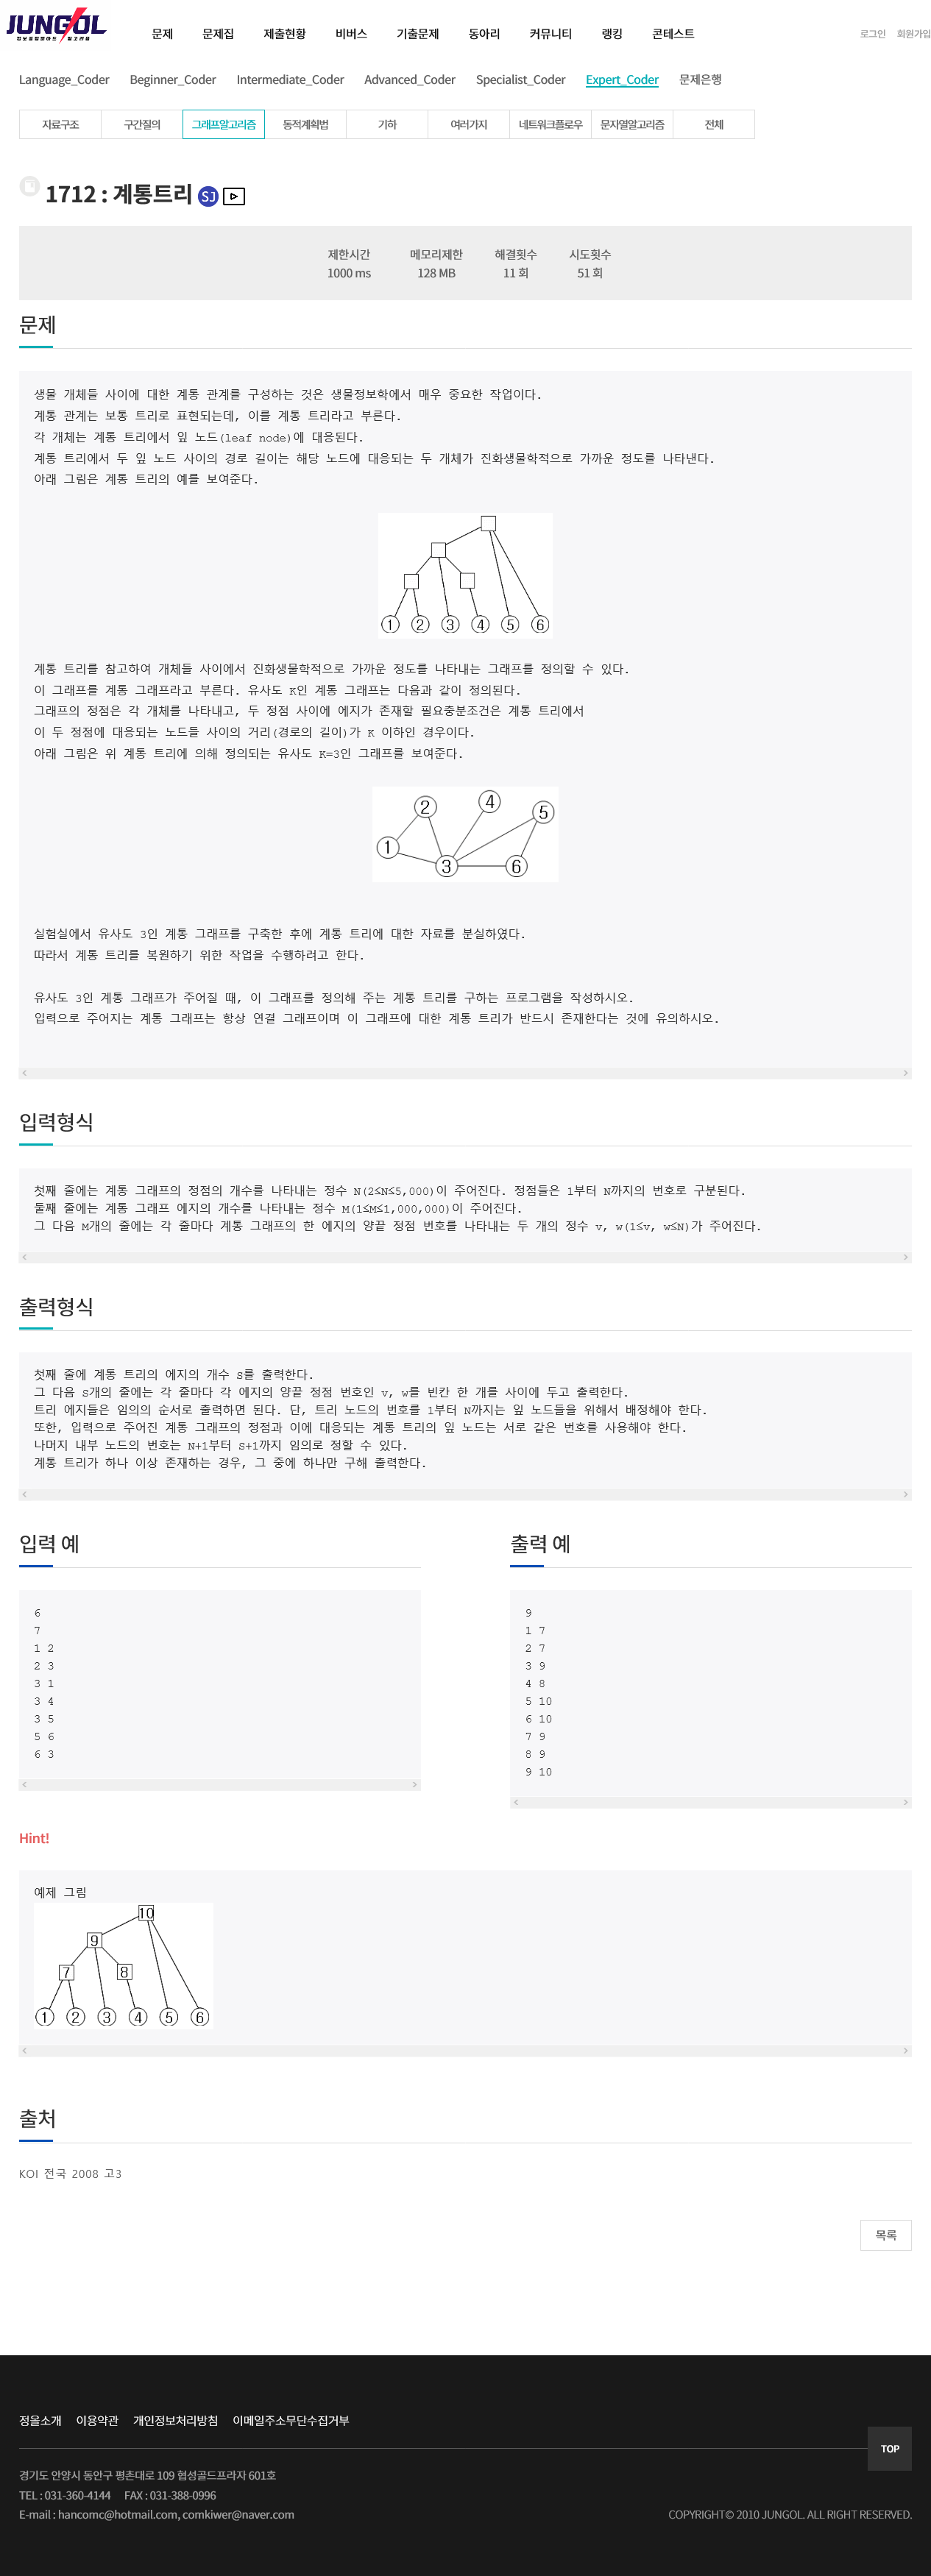 JUNGOL
정보올림피아드 & 알고리즘
문제 문제집 제출현황 비버스 기출문제 동아리 커뮤니티 랭킹 콘테스트
로그인 회원가입
Language_Coder Beginner_Coder Intermediate_Coder Advanced_Coder Specialist_Coder Expert_Coder 문제은행
자료구조 구간질의 그래프알고리즘 동적계획법 기하 여러가지 네트워크플로우 문자열알고리즘 전체
1712 : 계통트리 SJ
제한시간 메모리제한 해결횟수 시도횟수
1000 ms 128 MB 11 회 51 회
문제
생물 개체들 사이에 대한 계통 관계를 구성하는 것은 생물정보학에서 매우 중요한 작업이다.
계통 관계는 보통 트리로 표현되는데, 이를 계통 트리라고 부른다.
각 개체는 계통 트리에서 잎 노드(leaf node)에 대응된다.
계통 트리에서 두 잎 노드 사이의 경로 길이는 해당 노드에 대응되는 두 개체가 진화생물학적으로 가까운 정도를 나타낸다.
아래 그림은 계통 트리의 예를 보여준다.
1 2 3 4 5 6
계통 트리를 참고하여 개체들 사이에서 진화생물학적으로 가까운 정도를 나타내는 그래프를 정의할 수 있다.
이 그래프를 계통 그래프라고 부른다. 유사도 K인 계통 그래프는 다음과 같이 정의된다.
그래프의 정점은 각 개체를 나타내고, 두 정점 사이에 에지가 존재할 필요충분조건은 계통 트리에서
이 두 정점에 대응되는 노드들 사이의 거리(경로의 길이)가 K 이하인 경우이다.
아래 그림은 위 계통 트리에 의해 정의되는 유사도 K=3인 그래프를 보여준다.
2 4 5
1 3 6
실험실에서 유사도 3인 계통 그래프를 구축한 후에 계통 트리에 대한 자료를 분실하였다.
따라서 계통 트리를 복원하기 위한 작업을 수행하려고 한다.
유사도 3인 계통 그래프가 주어질 때, 이 그래프를 정의해 주는 계통 트리를 구하는 프로그램을 작성하시오.
입력으로 주어지는 계통 그래프는 항상 연결 그래프이며 이 그래프에 대한 계통 트리가 반드시 존재한다는 것에 유의하시오.
입력형식
첫째 줄에는 계통 그래프의 정점의 개수를 나타내는 정수 N(2≤N≤5,000)이 주어진다. 정점들은 1부터 N까지의 번호로 구분된다.
둘째 줄에는 계통 그래프 에지의 개수를 나타내는 정수 M(1≤M≤1,000,000)이 주어진다.
그 다음 M개의 줄에는 각 줄마다 계통 그래프의 한 에지의 양끝 정점 번호를 나타내는 두 개의 정수 v, w(1≤v, w≤N)가 주어진다.
출력형식
첫째 줄에 계통 트리의 에지의 개수 S를 출력한다.
그 다음 S개의 줄에는 각 줄마다 각 에지의 양끝 정점 번호인 v, w를 빈칸 한 개를 사이에 두고 출력한다.
트리 에지들은 임의의 순서로 출력하면 된다. 단, 트리 노드의 번호를 1부터 N까지는 잎 노드들을 위해서 배정해야 한다.
또한, 입력으로 주어진 계통 그래프의 정점과 이에 대응되는 계통 트리의 잎 노드는 서로 같은 번호를 사용해야 한다.
나머지 내부 노드의 번호는 N+1부터 S+1까지 임의로 정할 수 있다.
계통 트리가 하나 이상 존재하는 경우, 그 중에 하나만 구해 출력한다.
입력 예
6
7
1 2
2 3
3 1
3 4
3 5
5 6
6 3
출력 예
9
1 7
2 7
3 9
4 8
5 10
6 10
7 9
8 9
9 10
Hint!
예제 그림
10
9
7 8
1 2 3 4 5 6
출처
KOI 전국 2008 고3
목록
정올소개 이용약관 개인정보처리방침 이메일주소무단수집거부
TOP
경기도 안양시 동안구 평촌대로 109 협성골드프라자 601호
TEL : 031-360-4144 FAX : 031-388-0996
E-mail : hancomc@hotmail.com, comkiwer@naver.com
COPYRIGHT© 2010 JUNGOL. ALL RIGHT RESERVED.